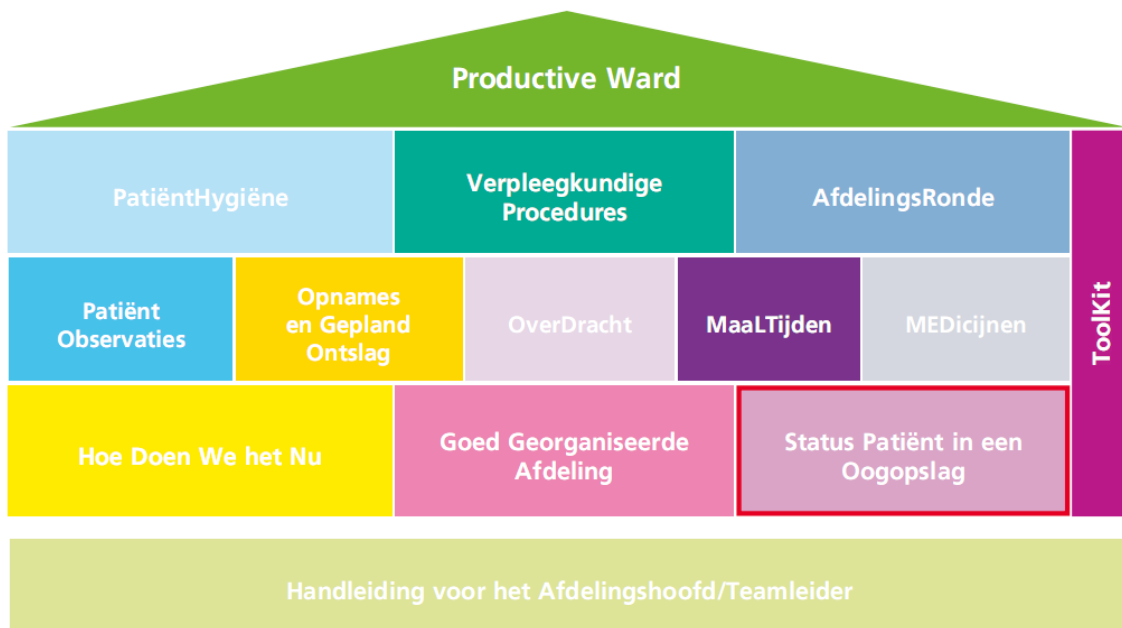 Productive Ward
PatiëntHygiëne
Verpleegkundige
Procedures
AfdelingsRonde
Patiënt
Observaties
Opnames
en Gepland
Ontslag
OverDracht
MaaLTijden
MEDicijnen
ToolKit
Hoe Doen We het Nu
Goed Georganiseerde
Afdeling
Status Patiënt in een
Oogopslag
Handleiding voor het Afdelingshoofd/Teamleider